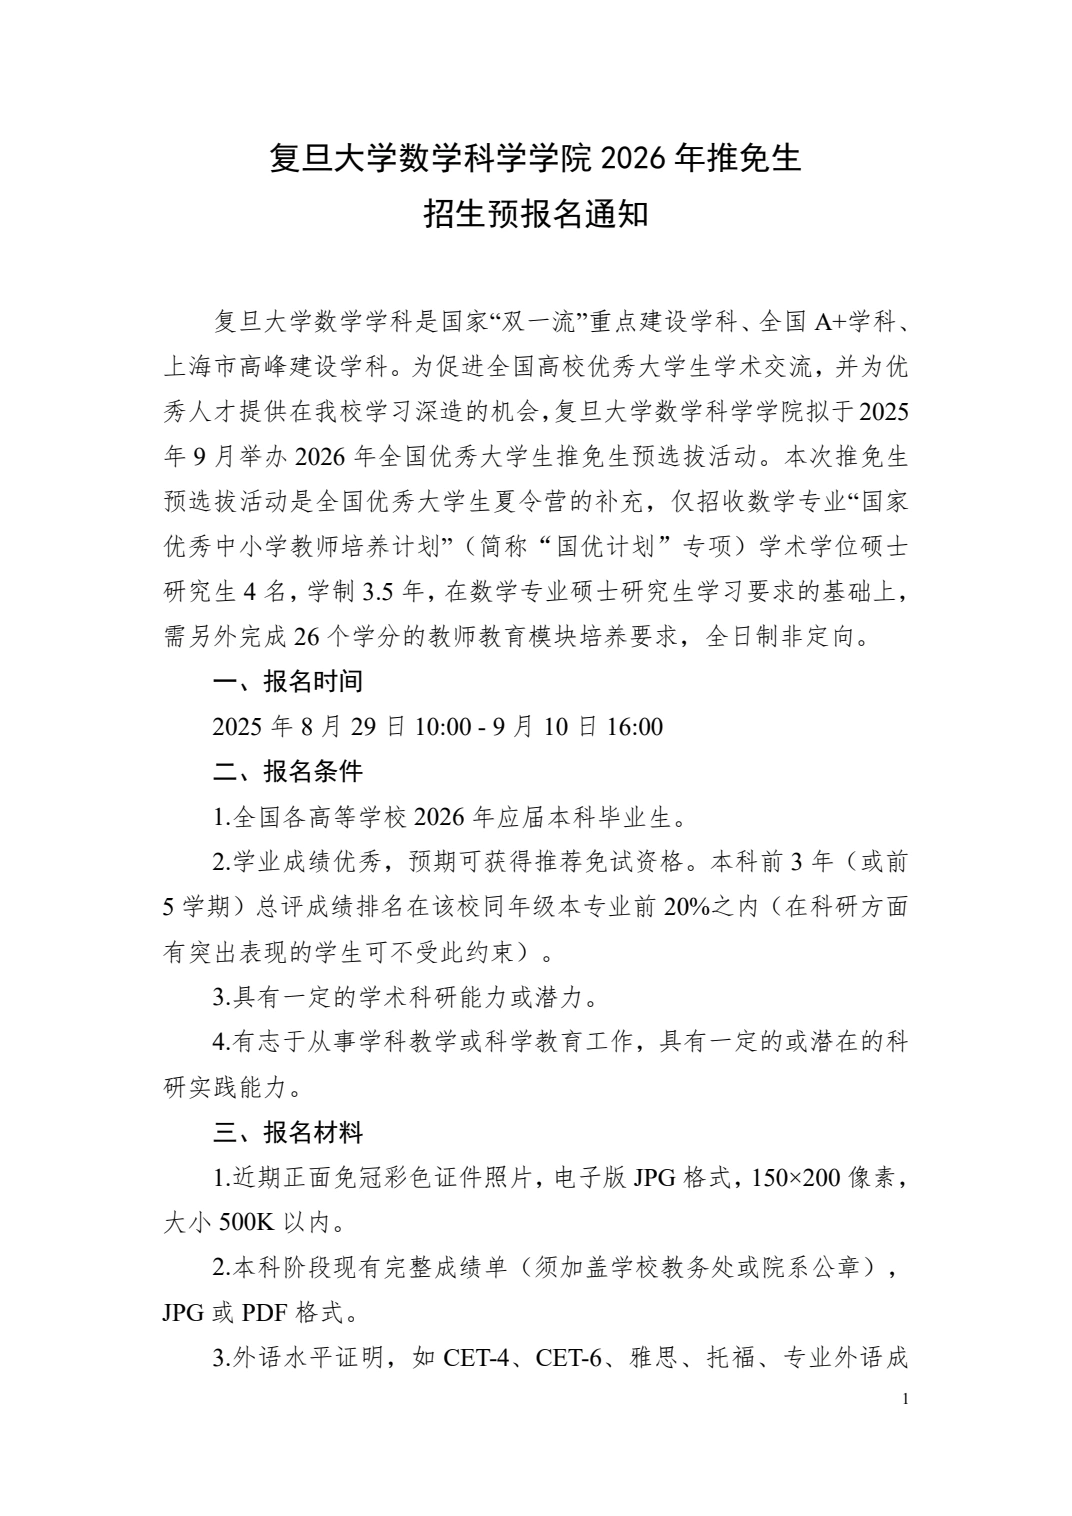 复旦大学数学科学学院 2026 年推免生
招生预报名通知
复旦大学数学学科是国家“双一流”重点建设学科、全国 A+学科、
上海市高峰建设学科。为促进全国高校优秀大学生学术交流，并为优
秀人才提供在我校学习深造的机会，复旦大学数学科学学院拟于 2025
年 9 月举办 2026 年全国优秀大学生推免生预选拔活动。本次推免生
预选拔活动是全国优秀大学生夏令营的补充，仅招收数学专业“国家
优秀中小学教师培养计划”（简称“国优计划”专项）学术学位硕士
研究生 4 名，学制 3.5 年，在数学专业硕士研究生学习要求的基础上，
需另外完成 26 个学分的教师教育模块培养要求，全日制非定向。
一、报名时间
2025 年 8 月 29 日 10:00 - 9 月 10 日 16:00
二、报名条件
1.全国各高等学校 2026 年应届本科毕业生。
2.学业成绩优秀，预期可获得推荐免试资格。本科前 3 年（或前
5 学期）总评成绩排名在该校同年级本专业前 20%之内（在科研方面
有突出表现的学生可不受此约束）。
3.具有一定的学术科研能力或潜力。
4.有志于从事学科教学或科学教育工作，具有一定的或潜在的科
研实践能力。
三、报名材料
1.近期正面免冠彩色证件照片，电子版 JPG 格式，150×200 像素，
大小 500K 以内。
2.本科阶段现有完整成绩单（须加盖学校教务处或院系公章），
JPG 或 PDF 格式。
3.外语水平证明，如 CET-4、CET-6、雅思、托福、专业外语成
1